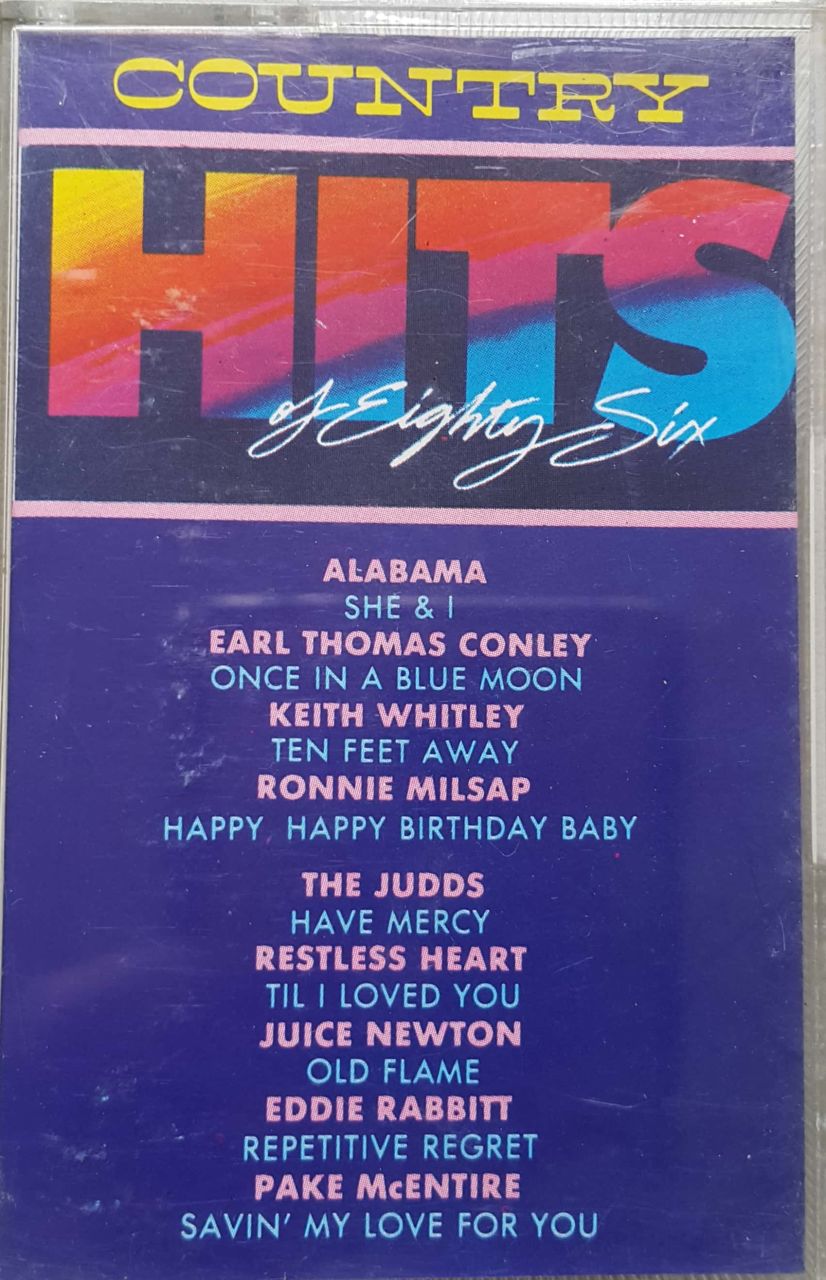 COUNTRY
HITS
of Eighty Six
ALABAMA
SHE & I
EARL THOMAS CONLEY
ONCE IN A BLUE MOON
KEITH WHITLEY
TEN FEET AWAY
RONNIE MILSAP
HAPPY HAPPY BIRTHDAY BABY
THE JUDDS
HAVE MERCY
RESTLESS HEART
TIL I LOVED YOU
JUICE NEWTON
OLD FLAME
EDDIE RABBITT
REPETITIVE REGRET
PAKE McENTIRE
SAVIN' MY LOVE FOR YOU